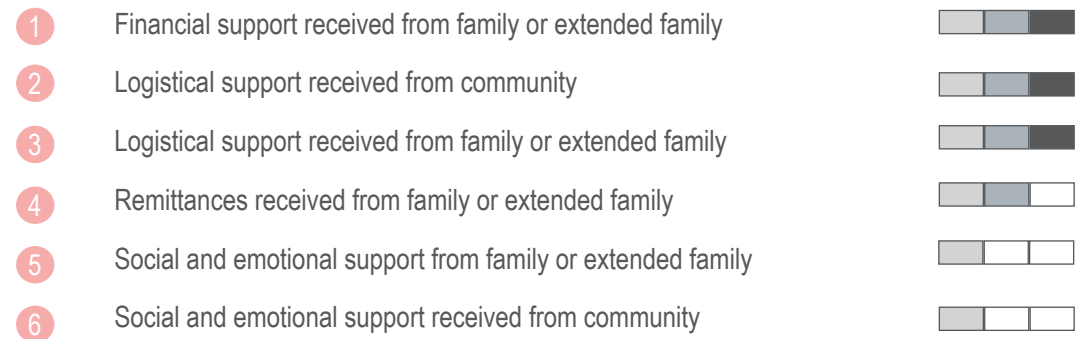 1 Financial support received from family or extended family
2 Logistical support received from community
3 Logistical support received from family or extended family
4 Remittances received from family or extended family
5 Social and emotional support from family or extended family
6 Social and emotional support received from community